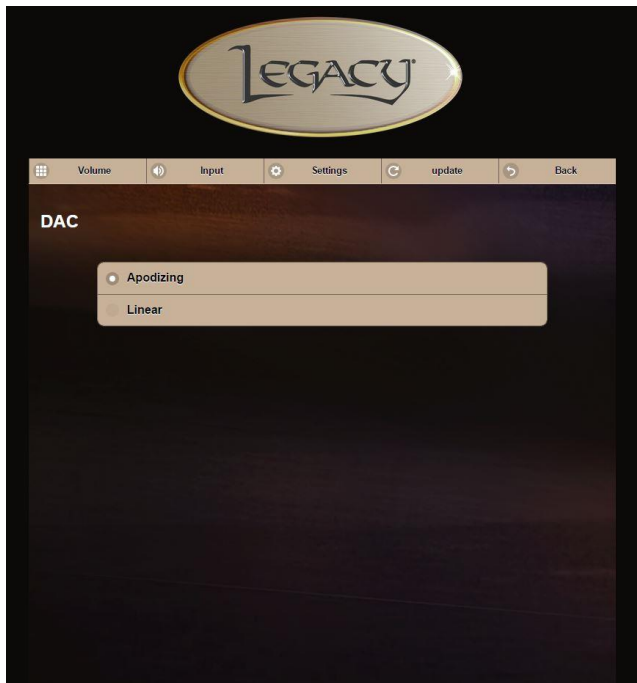 LEGACY
Volume Input Settings update Back
DAC
Apodizing
Linear